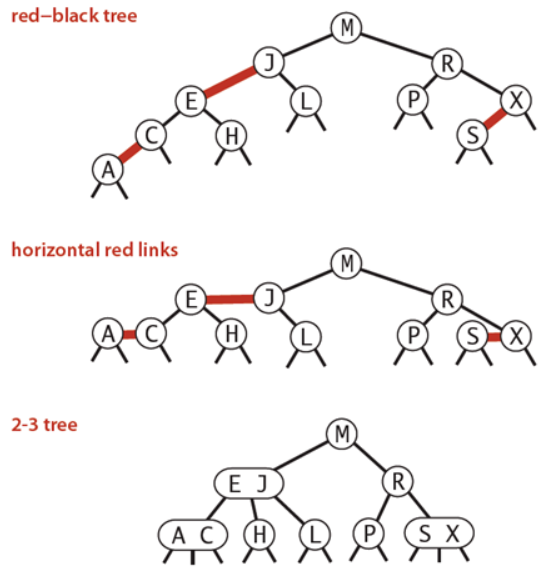 red–black tree
M
J R
E L P X
C H S
A
horizontal red links
M
E J R
A C H L P S X
2-3 tree
M
E J R
A C H L P S X